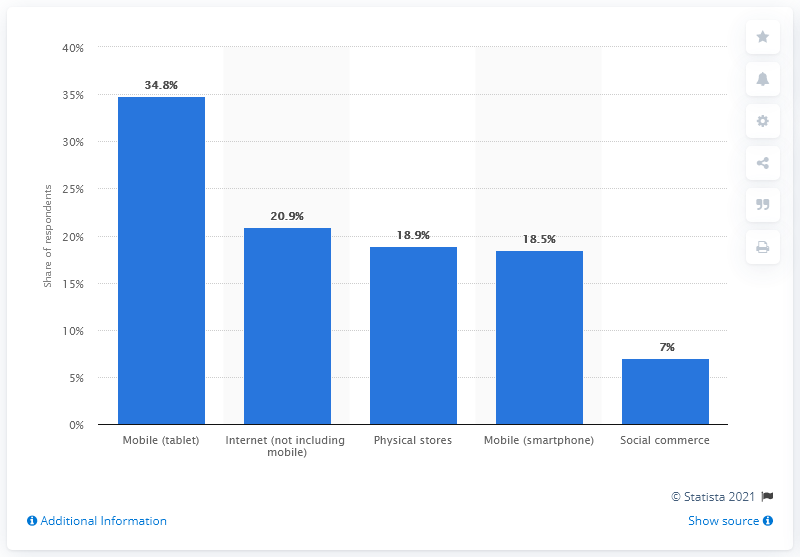 40%
35%
30%
25%
20%
15%
10%
5%
0%
Share of respondents
34.8%
20.9%
18.9%
18.5%
7%
Mobile (tablet)
Internet (not including
mobile)
Physical stores
Mobile (smartphone)
Social commerce
© Statista 2021
Additional Information
Show source